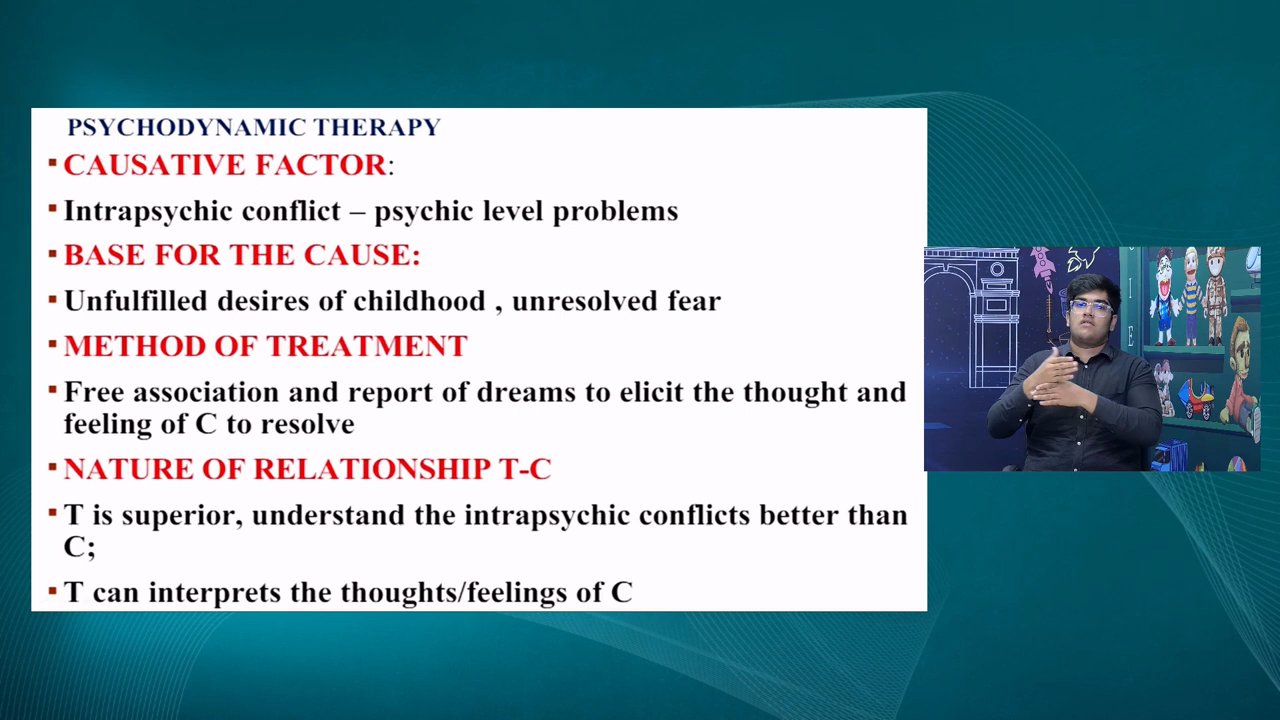 PSYCHODYNAMIC THERAPY
▪ CAUSATIVE FACTOR:
▪ Intrapsychic conflict – psychic level problems
▪ BASE FOR THE CAUSE:
▪ Unfulfilled desires of childhood , unresolved fear
▪ METHOD OF TREATMENT
▪ Free association and report of dreams to elicit the thought and
feeling of C to resolve
▪ NATURE OF RELATIONSHIP T-C
▪ T is superior, understand the intrapsychic conflicts better than
C;
▪ T can interprets the thoughts/feelings of C
I
E